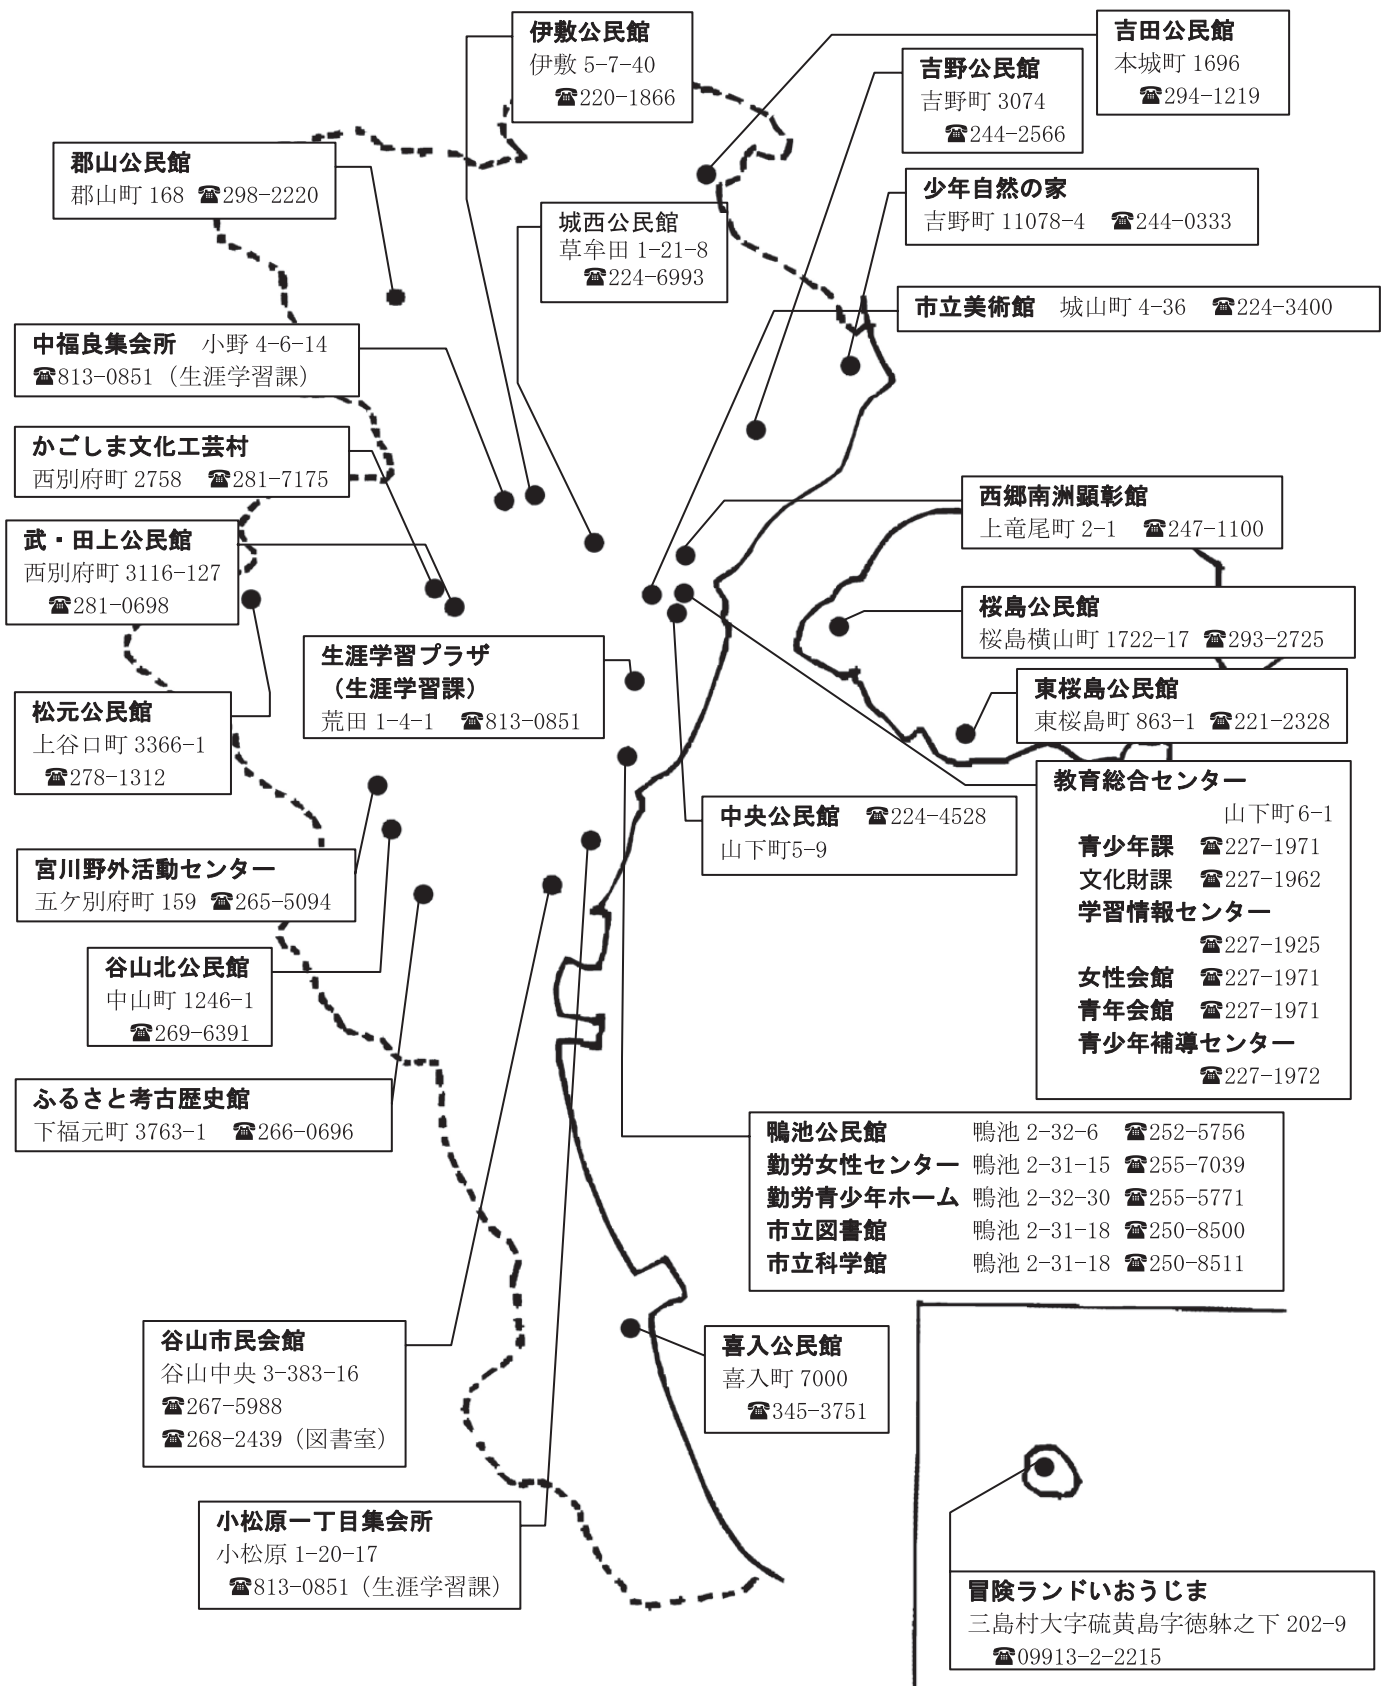 伊敷公民館
伊敷 5-7-40
☎220-1866
吉田公民館
本城町 1696
☎294-1219
吉野公民館
吉野町 3074
☎244-2566
郡山公民館
郡山町 168 ☎298-2220
少年自然の家
吉野町 11078-4 ☎244-0333
城西公民館
草牟田 1-21-8
☎224-6993
市立美術館 城山町 4-36 ☎224-3400
中福良集会所 小野 4-6-14
☎813-0851（生涯学習課）
かごしま文化工芸村
西別府町 2758 ☎281-7175
西郷南洲顕彰館
上竜尾町 2-1 ☎247-1100
武・田上公民館
西別府町 3116-127
☎281-0698
桜島公民館
桜島横山町 1722-17 ☎293-2725
生涯学習プラザ
（生涯学習課）
荒田 1-4-1 ☎813-0851
東桜島公民館
東桜島町 863-1 ☎221-2328
松元公民館
上谷口町 3366-1
☎278-1312
教育総合センター
山下町 6-1
青少年課 ☎227-1971
文化財課 ☎227-1962
学習情報センター
☎227-1925
女性会館 ☎227-1971
青年会館 ☎227-1971
青少年補導センター
☎227-1972
中央公民館 ☎224-4528
山下町5-9
宮川野外活動センター
五ケ別府町 159 ☎265-5094
谷山北公民館
中山町 1246-1
☎269-6391
ふるさと考古歴史館
下福元町 3763-1 ☎266-0696
鴨池公民館 鴨池 2-32-6 ☎252-5756
勤労女性センター 鴨池 2-31-15 ☎255-7039
勤労青少年ホーム 鴨池 2-32-30 ☎255-5771
市立図書館 鴨池 2-31-18 ☎250-8500
市立科学館 鴨池 2-31-18 ☎250-8511
谷山市民会館
谷山中央 3-383-16
☎267-5988
☎268-2439（図書室）
喜入公民館
喜入町 7000
☎345-3751
小松原一丁目集会所
小松原 1-20-17
☎813-0851（生涯学習課）
冒険ランドいおうじま
三島村大字硫黄島字徳躰之下 202-9
☎09913-2-2215